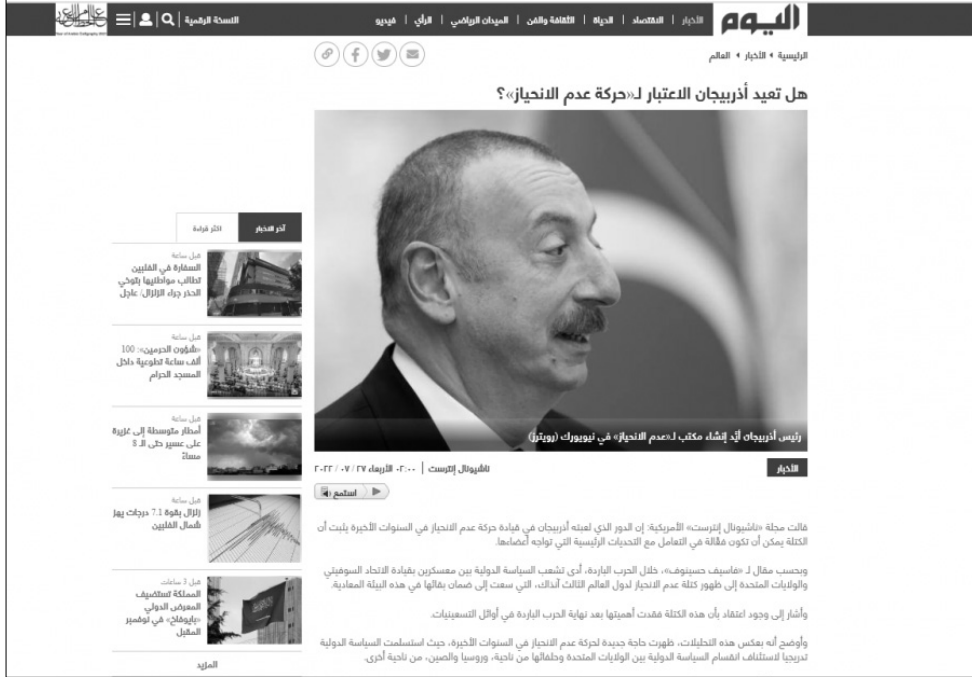 اليوم
الأخبار | الاقتصاد | الحياة | الثقافة والفن | الميدان الرياضي | الرأي | فيديو
النسخة الرقمية
الرئيسية
الأخبار
العالم
هل تعيد أذربيجان الاعتبار لـ«حركة عدم الانحياز»؟
رئيس أذربيجان أيّد إنشاء مكتب لـ«عدم الانحياز» في نيويورك (رويترز)
الأخبار
ناشيونال إنترست | ٠٢:٠٠ الأربعاء ٢٧ / ٠٧ / ٢٠٢٢
استمع
قالت مجلة «ناشيونال إنترست» الأمريكية: إن الدور الذي لعبته أذربيجان في قيادة حركة عدم الانحياز في السنوات الأخيرة يثبت أن
الكتلة يمكن أن تكون فعّالة في التعامل مع التحديات الرئيسية التي تواجه أعضاءها.
وبحسب مقال لـ «فاسيف حسينوف»، خلال الحرب الباردة، أدى تشعب السياسة الدولية بين معسكرين بقيادة الاتحاد السوفيتي
والولايات المتحدة إلى ظهور كتلة عدم الانحياز لدول العالم الثالث آنذاك، التي سعت إلى ضمان بقائها في هذه البيئة المعادية.
وأشار إلى وجود اعتقاد بأن هذه الكتلة فقدت أهميتها بعد نهاية الحرب الباردة في أوائل التسعينيات.
وأوضح أنه بعكس هذه التحليلات، ظهرت حاجة جديدة لحركة عدم الانحياز في السنوات الأخيرة، حيث استسلمت السياسة الدولية
تدريجيا لاستئناف انقسام السياسة الدولية بين الولايات المتحدة وحلفائها من ناحية، وروسيا والصين، من ناحية أخرى.
آخر الأخبار
اكثر قراءة
قبل ساعة
السفارة في الفلبين
تطالب مواطنيها بتوخي
الحذر جراء الزلزال/ عاجل
قبل ساعة
«شؤون الحرمين»: 100
ألف ساعة تطوعية داخل
المسجد الحرام
قبل ساعة
أمطار متوسطة إلى غزيرة
على عسير حتى الـ 8
مساءً
قبل ساعة
زلزال بقوة 7.1 درجات يهز
شمال الفلبين
قبل 3 ساعات
المملكة تستضيف
المعرض الدولي
«بايوفاخ» في نوفمبر
المقبل
المزيد